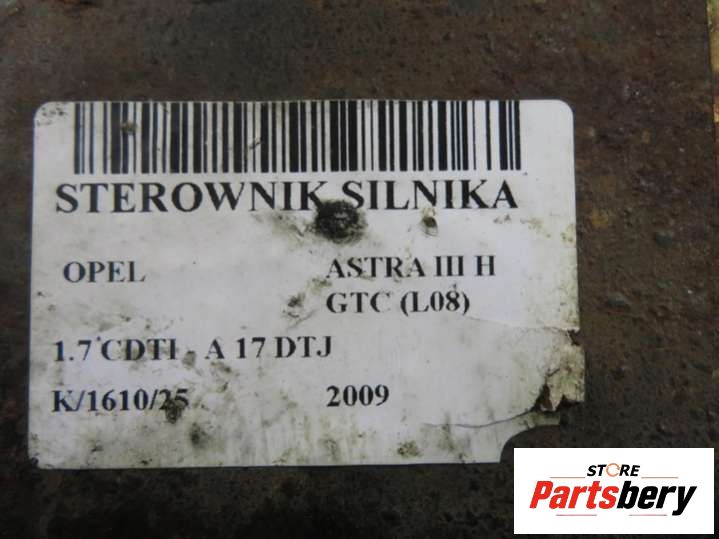 STEROWNIK SILNIKA
OPEL ASTRA III H
GTC (L08)
1.7 CDTI - A 17 DTJ
K/1610/25 2009
STORE
Partsbery